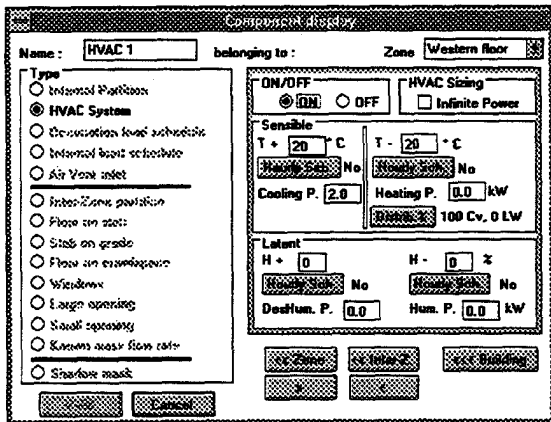 Component display
Name : HVAC 1 belonging to : Zone Western floor
Type
Internal Partition
HVAC System
Occupation load schedule
Internal heat schedule
Air Vent inlet
Inter-Zone partition
Floor on slab
Slab on grade
Floor on crawlspace
Windows
Large opening
Small opening
Known mass flow rate
Shadow mask
Cancel
ON/OFF
ON OFF
HVAC Sizing
Infinite Power
Sensible
T + 20 ° C T - 20 ° C
Hourly Sch. No Hourly Sch. No
Cooling P. 2.0 Heating P. 0.0 kW
Distrib. % 100 Cv, 0 LW
Latent
H + 0 H - 0 %
Hourly Sch. No Hourly Sch. No
DesHum. P. 0.0 Hum. P. 0.0 kW
<< Zone << Inter-Z <<< Building
> <